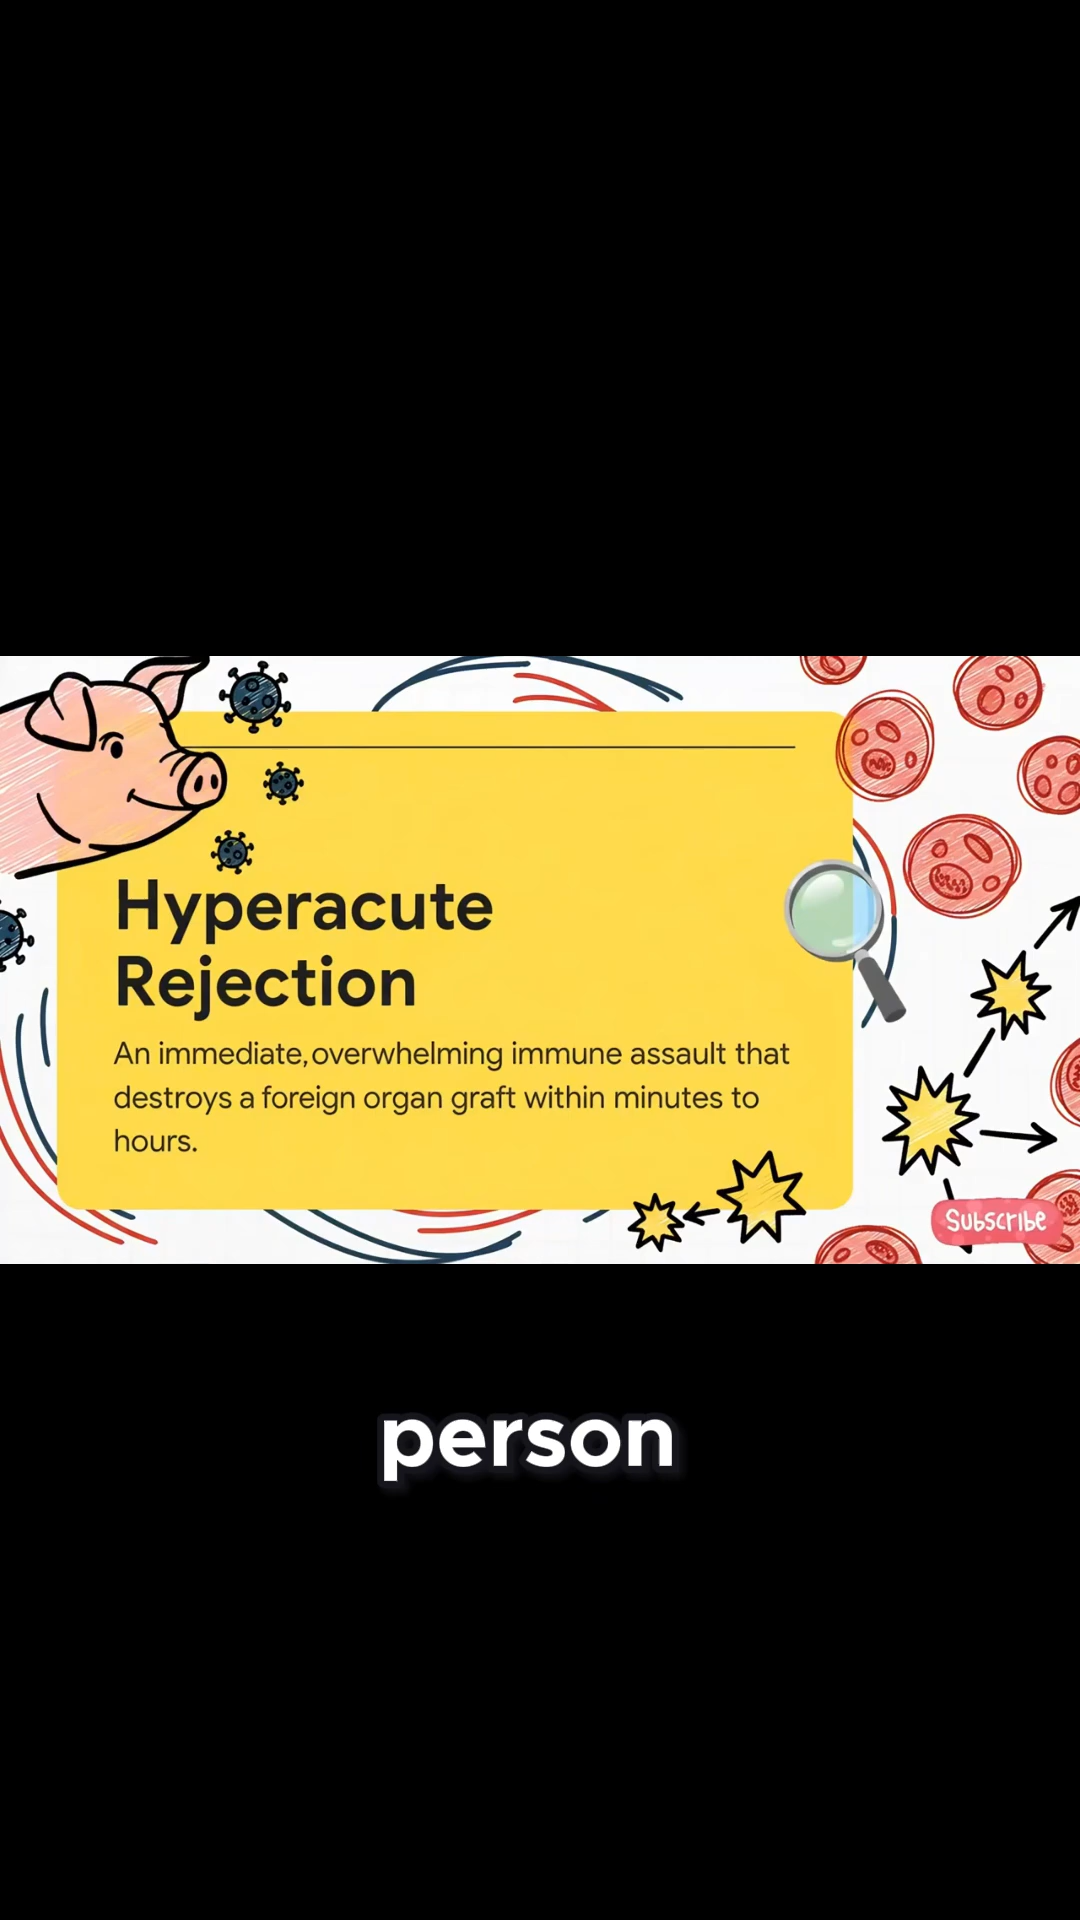 Hyperacute
Rejection
An immediate, overwhelming immune assault that
destroys a foreign organ graft within minutes to
hours.
Subscribe
person